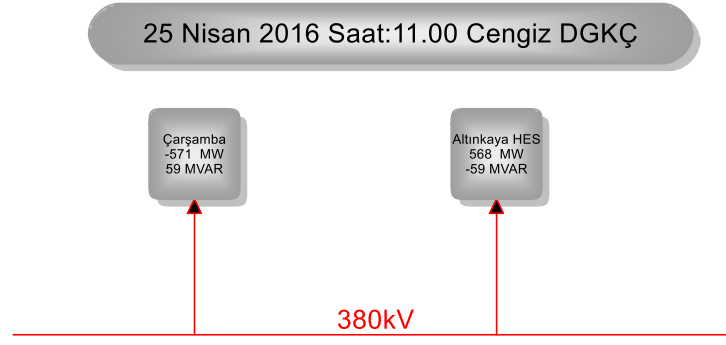 25 Nisan 2016 Saat:11.00 Cengiz DGKÇ
Çarşamba
-571 MW
59 MVAR
Altınkaya HES
568 MW
-59 MVAR
380kV